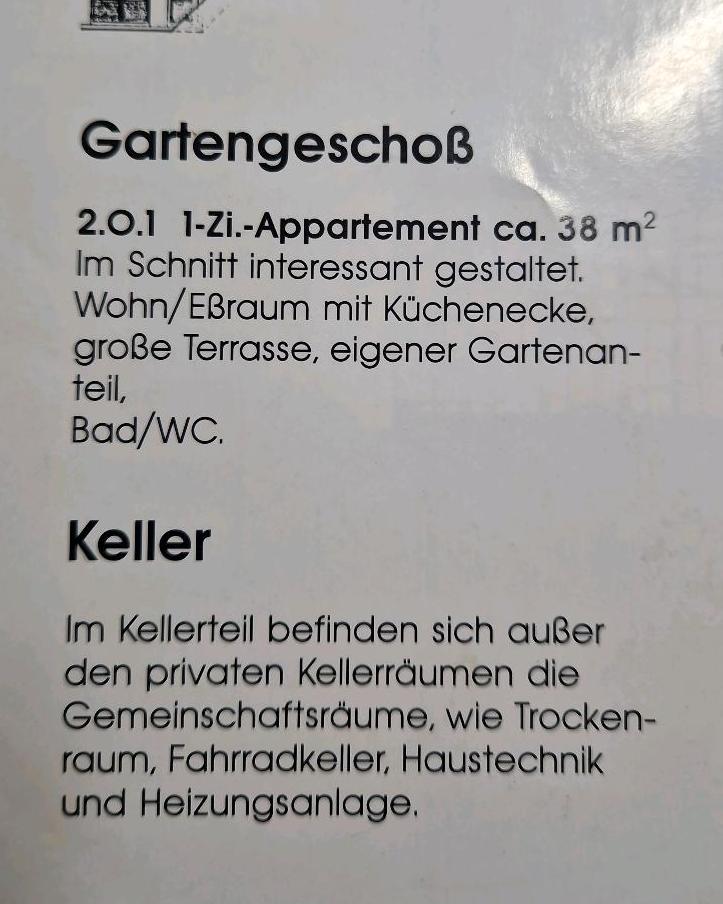 Gartengeschoß
2.0.1 1-Zi.-Appartement ca. 38 m²
Im Schnitt interessant gestaltet.
Wohn/Eßraum mit Küchenecke,
große Terrasse, eigener Gartenan-
teil,
Bad/WC.
Keller
Im Kellerteil befinden sich außer
den privaten Kellerräumen die
Gemeinschaftsräume, wie Trocken-
raum, Fahrradkeller, Haustechnik
und Heizungsanlage.